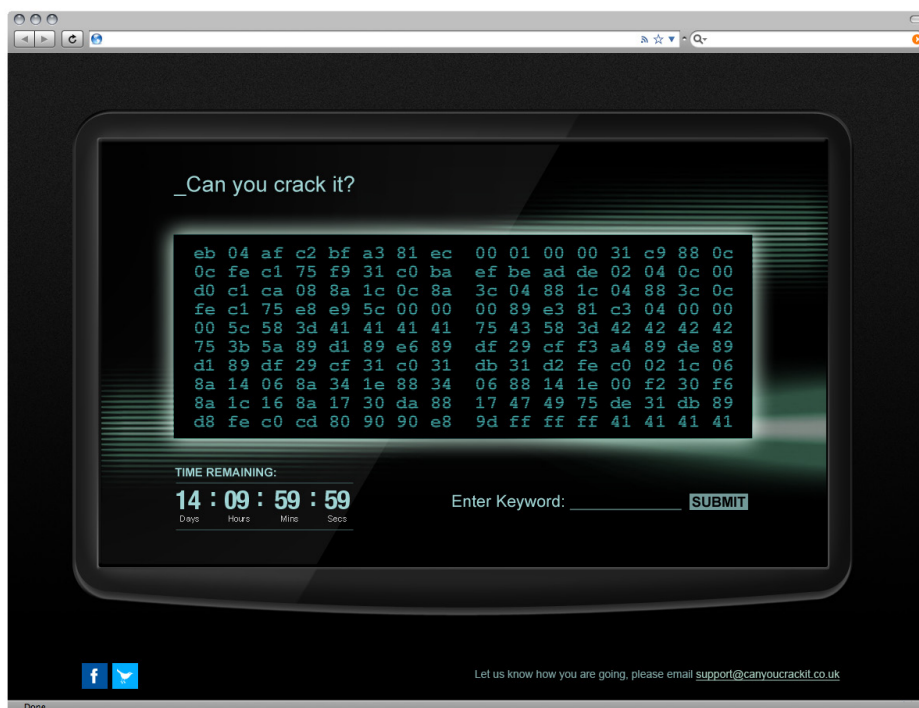 _Can you crack it?
eb 04 af c2 bf a3 81 ec 00 01 00 00 31 c9 88 0c
0c fe c1 75 f9 31 c0 ba ef be ad de 02 04 0c 00
d0 c1 ca 08 8a 1c 0c 8a 3c 04 88 1c 04 88 3c 0c
fe c1 75 e8 e9 5c 00 00 00 89 e3 81 c3 04 00 00
00 5c 58 3d 41 41 41 41 75 43 58 3d 42 42 42 42
75 3b 5a 89 d1 89 e6 89 df 29 cf f3 a4 89 de 89
d1 89 df 29 cf 31 c0 31 db 31 d2 fe c0 02 1c 06
8a 14 06 8a 34 1e 88 34 06 88 14 1e 00 f2 30 f6
8a 1c 16 8a 17 30 da 88 17 47 49 75 de 31 db 89
d8 fe c0 cd 80 90 90 e8 9d ff ff ff 41 41 41 41
TIME REMAINING:
14 : 09 : 59 : 59
Days Hours Mins Secs
Enter Keyword: ____________ SUBMIT
Let us know how you are going, please email support@canyoucrackit.co.uk
Done